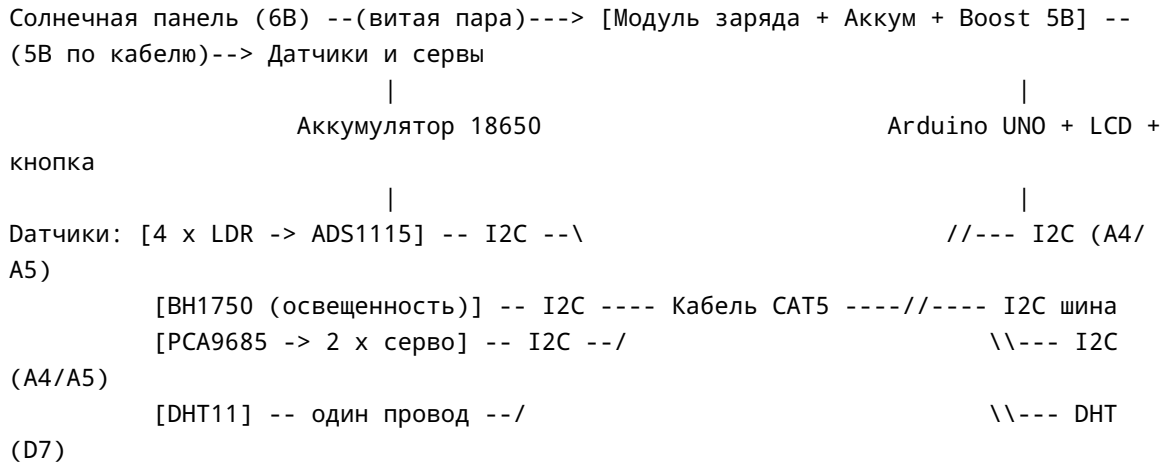 Солнечная панель (6В) --(витая пара)---> [Модуль заряда + Аккум + Boost 5В] --
(5В по кабелю)--> Датчики и сервы
| |
Аккумулятор 18650 Arduino UNO + LCD +
кнопка
| |
Датчики: [4 x LDR -> ADS1115] -- I2C --\ //--- I2C (A4/
A5)
[BH1750 (освещенность)] -- I2C ---- Кабель CAT5 ----//---- I2C шина
[PCA9685 -> 2 x серво] -- I2C --/ \\--- I2C
(A4/A5)
[DHT11] -- один провод --/ \\--- DHT
(D7)